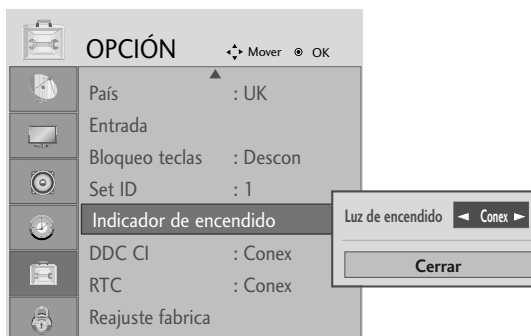 OPCIÓN Mover OK
País : UK
Entrada
Bloqueo teclas : Descon
Set ID : 1
Indicador de encendido
DDC CI : Conex
RTC : Conex
Reajuste fabrica
Luz de encendido ◄ Conex ►
Cerrar